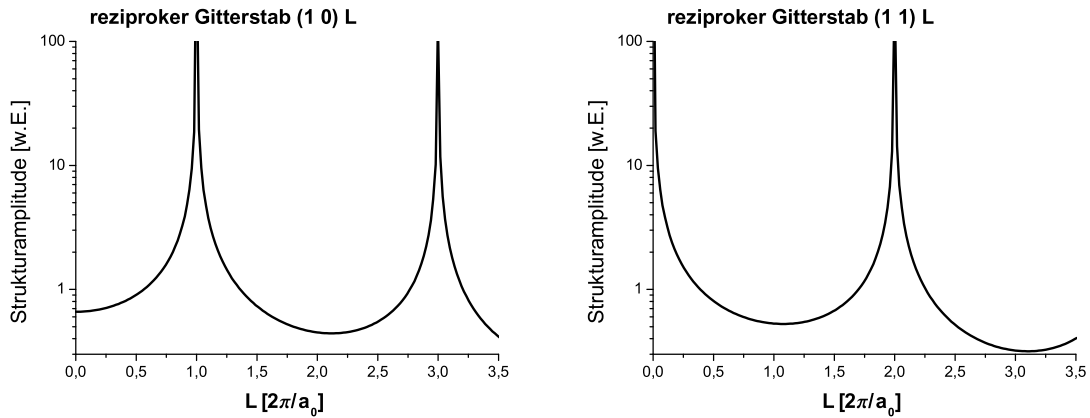 reziproker Gitterstab (1 0) L
100
10
1
Strukturamplitude [w.E.]
0,0 0,5 1,0 1,5 2,0 2,5 3,0 3,5
L [2π/a₀]
reziproker Gitterstab (1 1) L
100
10
1
Strukturamplitude [w.E.]
0,0 0,5 1,0 1,5 2,0 2,5 3,0 3,5
L [2π/a₀]